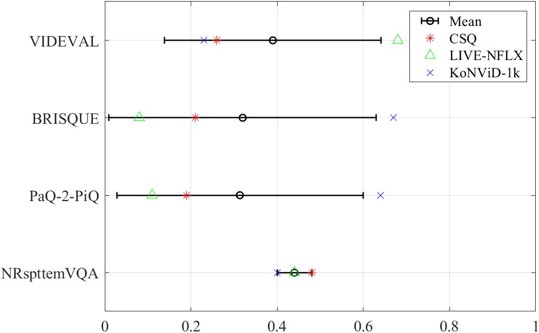 VIDEVAL
BRISQUE
PaQ-2-PiQ
NRspttemVQA
Mean
CSQ
LIVE-NFLX
KoNViD-1k
0 0.2 0.4 0.6 0.8 1